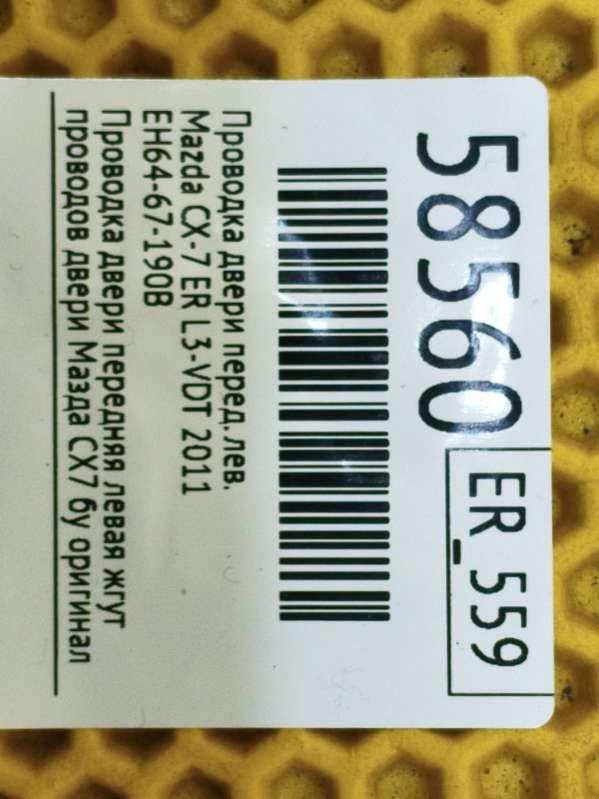 58560
ER_559
Проводка двери перед. лев.
Mazda CX-7 ER L3-VDT 2011
EH64-67-190B
Проводка двери передняя левая жгут
проводов двери Мазда СХ7 бу оригинал